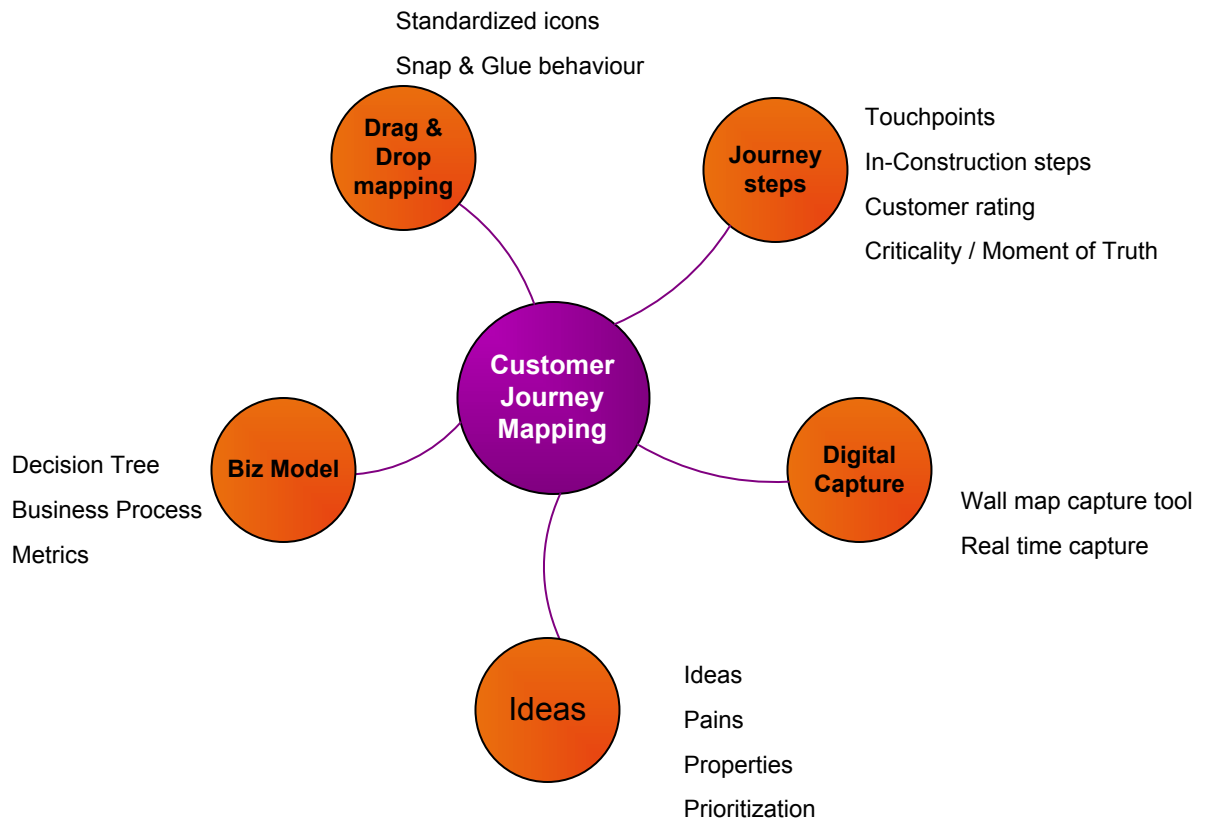 Standardized icons
Snap & Glue behaviour
Drag &
Drop
mapping
Journey
steps
Touchpoints
In-Construction steps
Customer rating
Criticality / Moment of Truth
Customer
Journey
Mapping
Biz Model
Decision Tree
Business Process
Metrics
Digital
Capture
Wall map capture tool
Real time capture
Ideas
Ideas
Pains
Properties
Prioritization